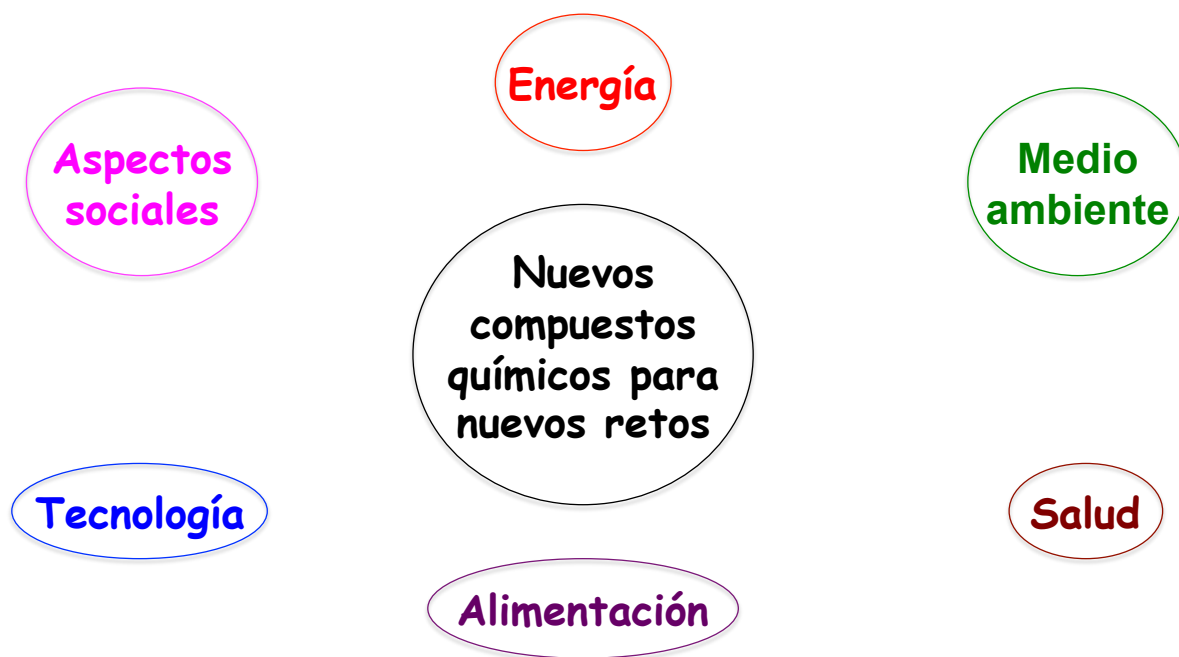 Energía
Aspectos
sociales
Medio
ambiente
Nuevos
compuestos
químicos para
nuevos retos
Tecnología
Salud
Alimentación